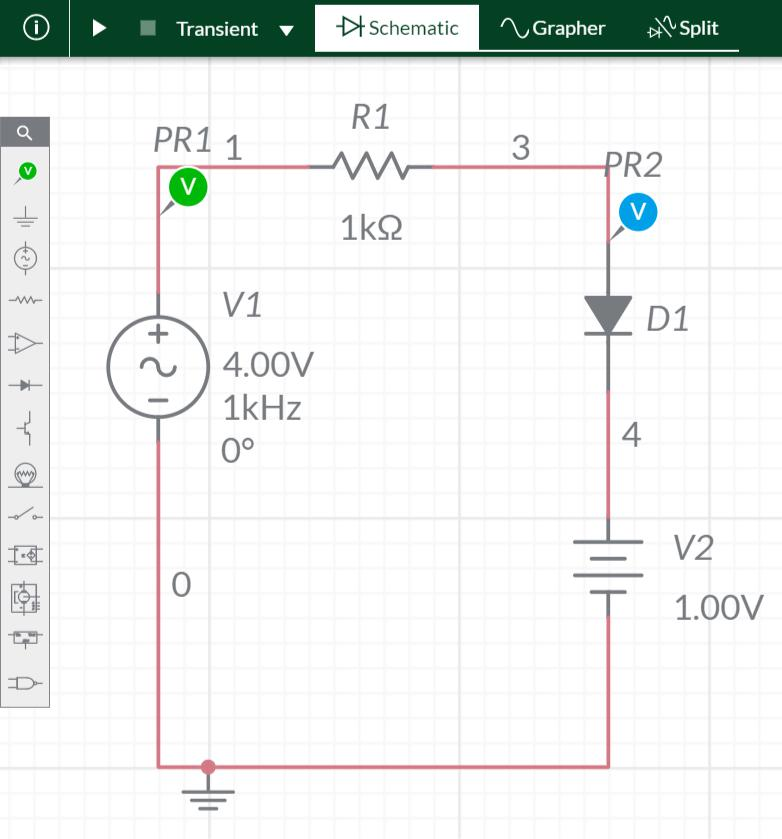 Transient
Schematic
Grapher
Split
R1
PR1 1
3
PR2
V
V
V
1kΩ
V1
D1
4.00V
1kHz
0°
4
V2
0
1.00V